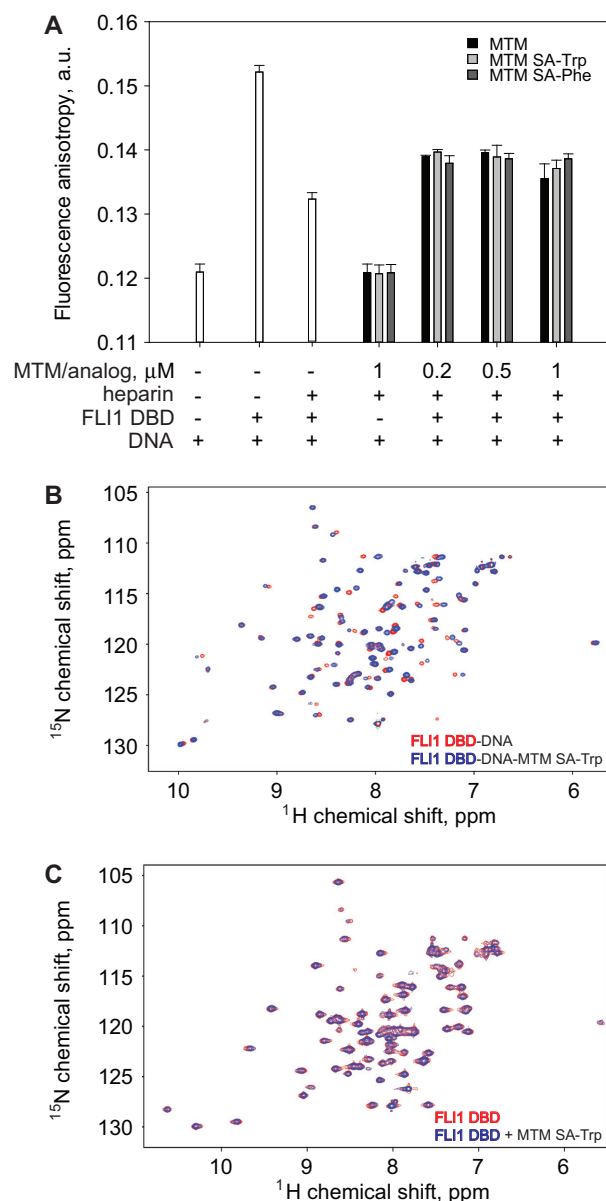 A
0.16
0.15
0.14
0.13
0.12
0.11
Fluorescence anisotropy, a.u.
MTM
MTM SA-Trp
MTM SA-Phe
MTM/analog, μM - - - 1 0.2 0.5 1
heparin - - + + + + +
FLI1 DBD - + + - + + +
DNA + + + + + + +
B
105
110
115
120
125
130
15N chemical shift, ppm
FLI1 DBD-DNA
FLI1 DBD-DNA-MTM SA-Trp
10 9 8 7 6
1H chemical shift, ppm
C
105
110
115
120
125
130
15N chemical shift, ppm
FLI1 DBD
FLI1 DBD + MTM SA-Trp
10 9 8 7 6
1H chemical shift, ppm